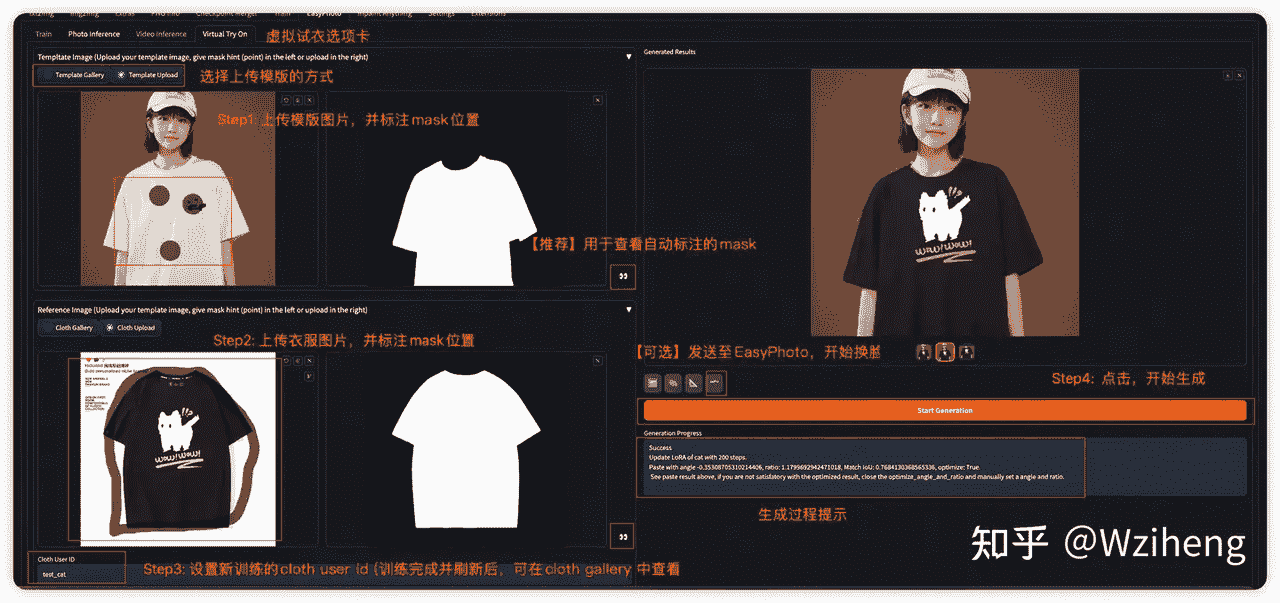 Train Photo Inference Video Inference Virtual Try On 虚拟试衣选项卡
Templtate Image (Upload your template image, give mask hint (point) in the left or upload in the right)
Template Gallery Template Upload 选择上传模版的方式
Step1: 上传模版图片，并标注mask位置
【推荐】用于查看自动标注的mask
Reference Image (Upload your template image, give mask hint (point) in the left or upload in the right)
Cloth Gallery Cloth Upload
Step2: 上传衣服图片，并标注mask位置
wow!wow!
Cloth User ID
test_cat
Step3: 设置新训练的cloth user id (训练完成并刷新后，可在cloth gallery 中查看
Generated Results
wow!wow!
【可选】发送至EasyPhoto，开始换脸
Step4: 点击，开始生成
Start Generation
Generation Progress
Success
Update LoRA of cat with 200 steps.
Paste with angle -0.35308705310214406, ratio: 1.1799692942471018, Match IoU: 0.7684130368565336, optimize: True.
See paste result above, if you are not satisfatory with the optimized result, close the optimize_angle_and_ratio and manually set a angle and ratio.
生成过程提示
知乎 @Wziheng